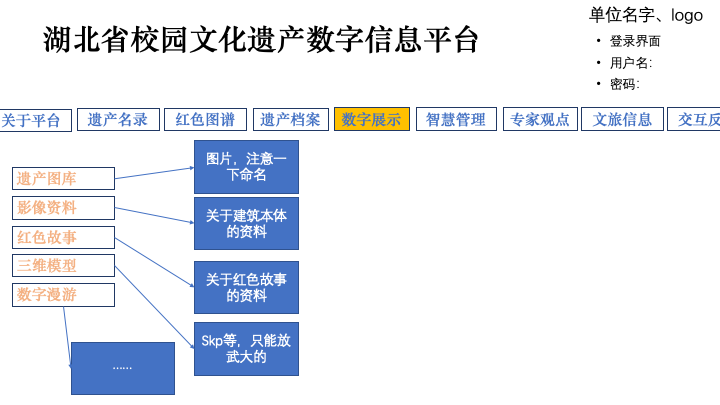 单位名字、logo
湖北省校园文化遗产数字信息平台
• 登录界面
• 用户名:
• 密码:
关于平台
遗产名录
红色图谱
遗产档案
数字展示
智慧管理
专家观点
文旅信息
交互反
遗产图库
影像资料
红色故事
三维模型
数字漫游
图片，注意一
下命名
关于建筑本体
的资料
关于红色故事
的资料
Skp等，只能放
武大的
……